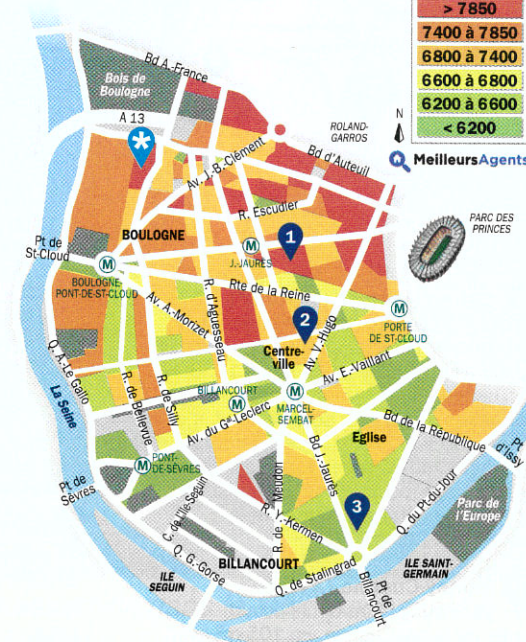 > 7850
7400 à 7850
6800 à 7400
6600 à 6800
6200 à 6600
< 6200
N
MeilleursAgents
Bd A.-France
Bois de
Boulogne
A 13
ROLAND-
GARROS
Bd d'Auteuil
Av. J.-B.-Clément
R. Escudier
PARC DES
PRINCES
BOULOGNE
1
M
J.JAURÈS
Pt de
St-Cloud
M
BOULOGNE-
PONT-DE-ST-CLOUD
Rte de la Reine
R. d'Aguesseau
Av. A.-Morizet
2
Av. V.-Hugo
M
PORTE
DE ST-CLOUD
Centre-
ville
Q. A.-Le Gallo
La Seine
R. de Bellevue
R. de Silly
BILLANCOURT
M
Av. E.-Vaillant
M
MARCEL-
SEMBAT
Av. du Gal-Leclerc
Bd de la République
Eglise
Pt
d'Issy
M
PONT-
DE-SÈVRES
Pt de
Sèvres
Bd J.-Jaurès
R. de Meudon
Q. du Pt-du-Jour
Parc de
l'Europe
3
R. Y.-Kermen
C. de l'Ile Seguin
Q. G.-Gorse
BILLANCOURT
Q. de Stalingrad
Pt de
Billancourt
ILE SAINT-
GERMAIN
ILE
SEGUIN